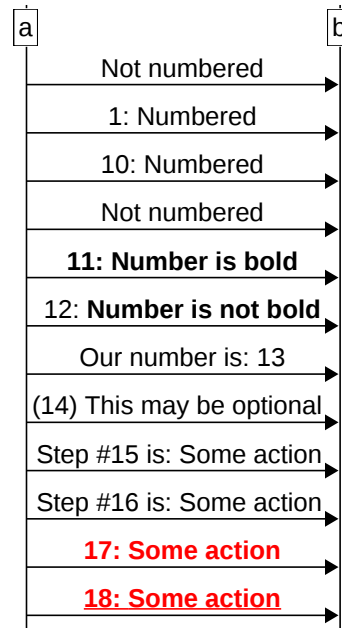 a b
Not numbered
1: Numbered
10: Numbered
Not numbered
11: Number is bold
12: Number is not bold
Our number is: 13
(14) This may be optional
Step #15 is: Some action
Step #16 is: Some action
17: Some action
18: Some action